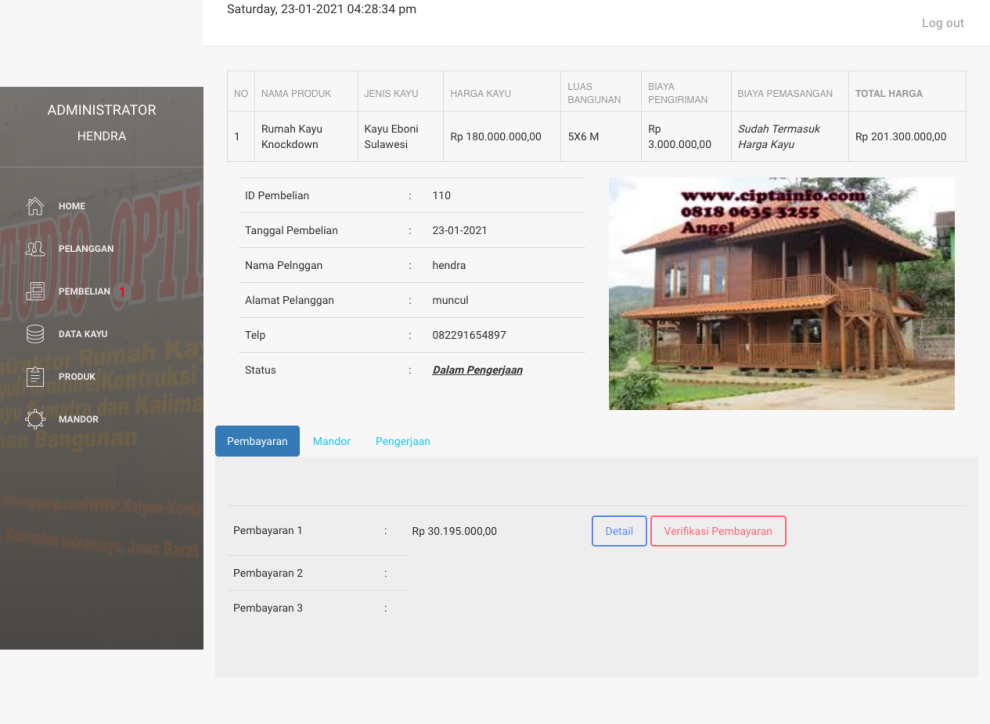 Saturday, 23-01-2021 04:28:34 pm
Log out
ADMINISTRATOR
HENDRA
HOME
PELANGGAN
PEMBELIAN 1
DATA KAYU
PRODUK
MANDOR
NO NAMA PRODUK JENIS KAYU HARGA KAYU LUAS BANGUNAN BIAYA PENGIRIMAN BIAYA PEMASANGAN TOTAL HARGA
1 Rumah Kayu Knockdown Kayu Eboni Sulawesi Rp 180.000.000,00 5X6 M Rp 3.000.000,00 Sudah Termasuk Harga Kayu Rp 201.300.000,00
ID Pembelian : 110
Tanggal Pembelian : 23-01-2021
Nama Pelnggan : hendra
Alamat Pelanggan : muncul
Telp : 082291654897
Status : Dalam Pengerjaan
www.ciptainfo.com
0818 0635 3255
Angel
Pembayaran Mandor Pengerjaan
Pembayaran 1 : Rp 30.195.000,00 Detail Verifikasi Pembayaran
Pembayaran 2 :
Pembayaran 3 :